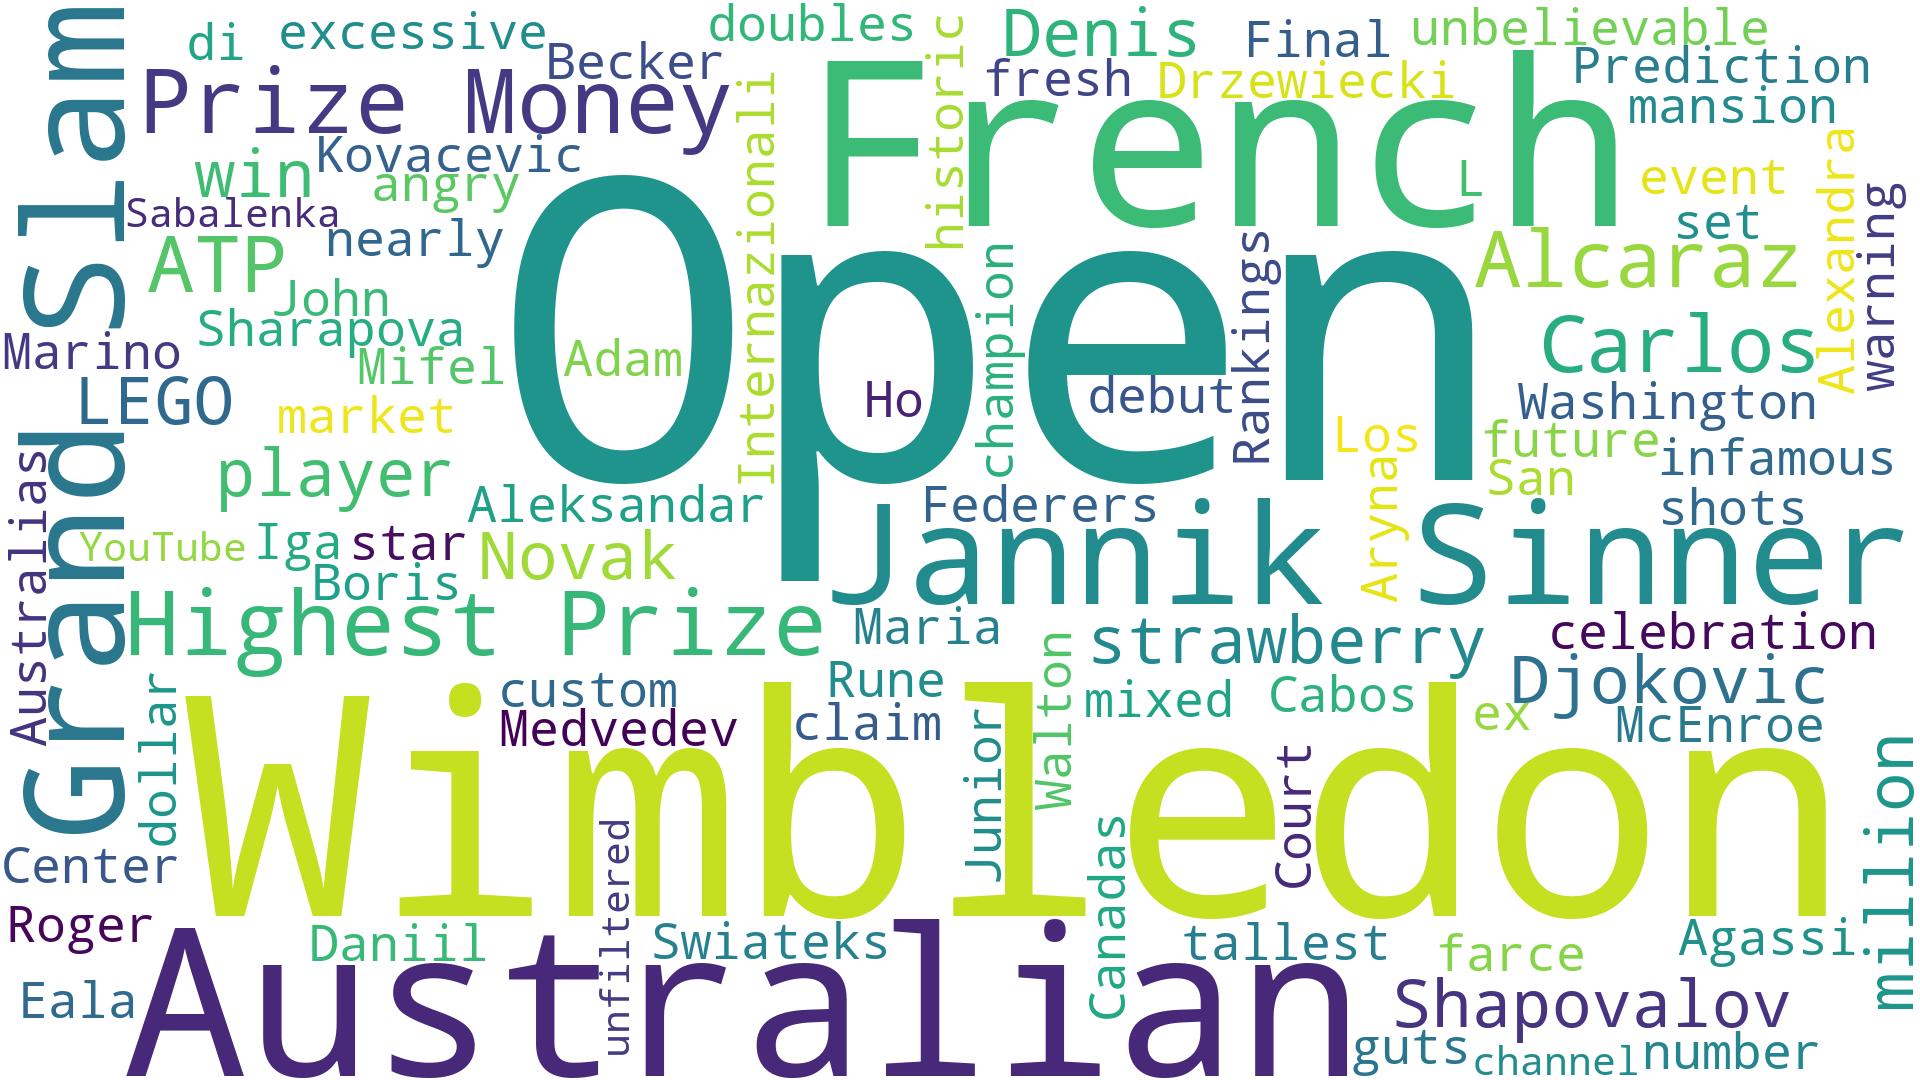 Grand Slam
di
excessive
doubles
Denis
Final
unbelievable
Becker
Prize Money
fresh
Drzewiecki
Prediction
mansion
French
historic
Internazionali
Kovacevic
win
angry
L
event
Alexandra
warning
Sabalenka
nearly
set
ATP
Open
Alcaraz
John
Sharapova
champion
Rankings
Carlos
Marino
Mifel
Adam
LEGO
market
Ho
debut
Washington
Los
future
infamous
player
San
Aleksandar
Federers
shots
Arynas
Australias
YouTube
Iga
star
Novak
Jannik Sinner
Boris
Highest Prize
Maria
strawberry
celebration
dollar
custom
Rune
Walton
mixed
Cabos
Djokovic
ex
Medvedev
claim
McEnroe
Wimbledon
Junior
Court
million
Center
unfiltered
Canadas
Roger
Daniil
Swiateks
tallest
farce
Agassi.
Eala
Australian
Shapovalov
guts
channel
number